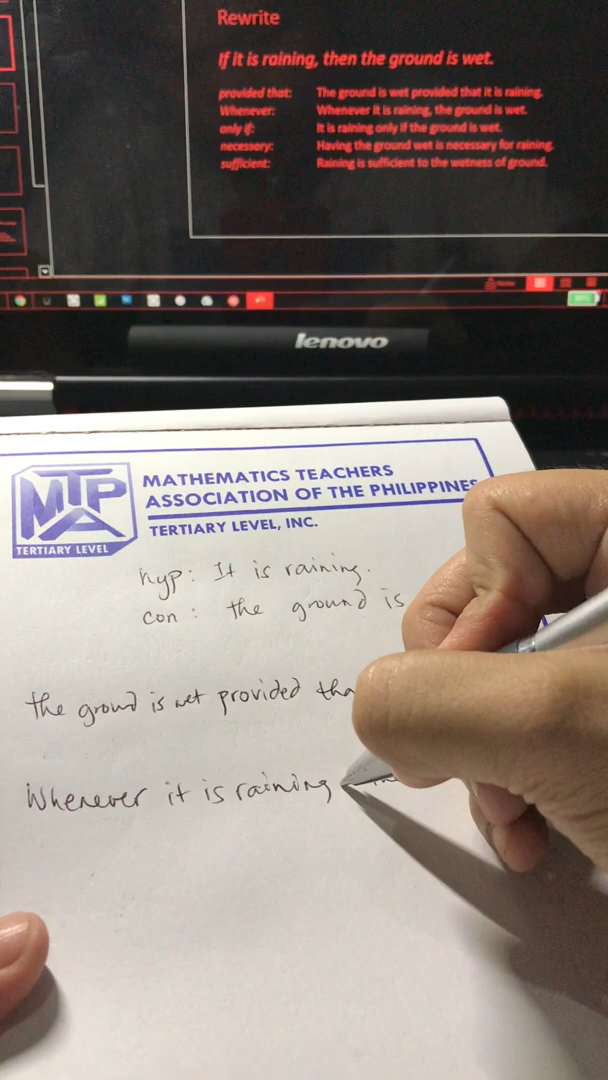 Rewrite
If it is raining, then the ground is wet.
provided that: The ground is wet provided that it is raining.
Whenever: Whenever it is raining, the ground is wet.
only if: It is raining only if the ground is wet.
necessary: Having the ground wet is necessary for raining.
sufficient: Raining is sufficient to the wetness of ground.
lenovo
MTAP
TERTIARY LEVEL
MATHEMATICS TEACHERS
ASSOCIATION OF THE PHILIPPINES
TERTIARY LEVEL, INC.
hyp: It is raining.
con: the ground is
the ground is wet provided tha
Whenever it is raining